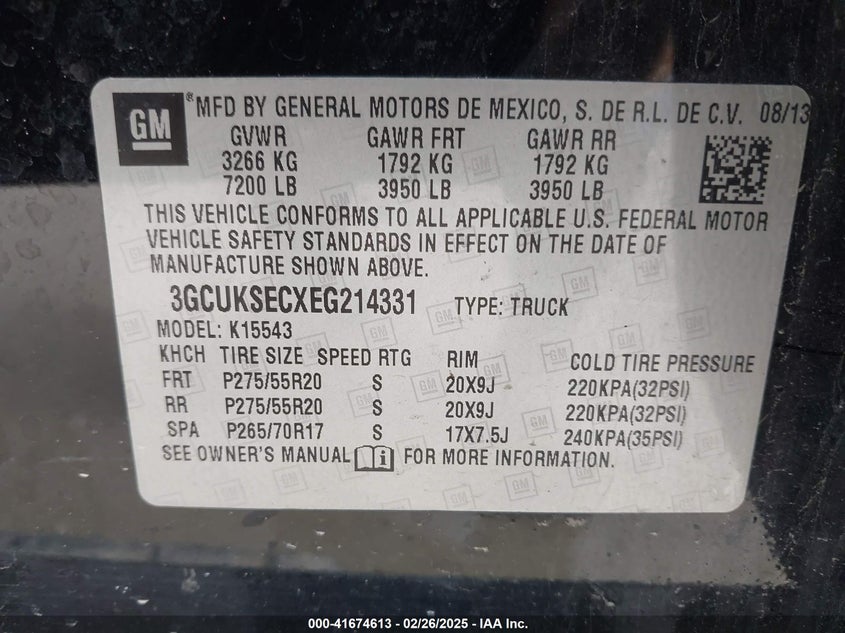 GM ® MFD BY GENERAL MOTORS DE MEXICO, S. DE R.L. DE C.V. 08/13
GVWR GAWR FRT GAWR RR
3266 KG 1792 KG 1792 KG
7200 LB 3950 LB 3950 LB
THIS VEHICLE CONFORMS TO ALL APPLICABLE U.S. FEDERAL MOTOR
VEHICLE SAFETY STANDARDS IN EFFECT ON THE DATE OF
MANUFACTURE SHOWN ABOVE.
3GCUKSECXEG214331 TYPE: TRUCK
MODEL: K15543
KHCH TIRE SIZE SPEED RTG RIM COLD TIRE PRESSURE
FRT P275/55R20 S 20X9J 220KPA(32PSI)
RR P275/55R20 S 20X9J 220KPA(32PSI)
SPA P265/70R17 S 17X7.5J 240KPA(35PSI)
SEE OWNER'S MANUAL FOR MORE INFORMATION.
000-41674613 - 02/26/2025 - IAA Inc.